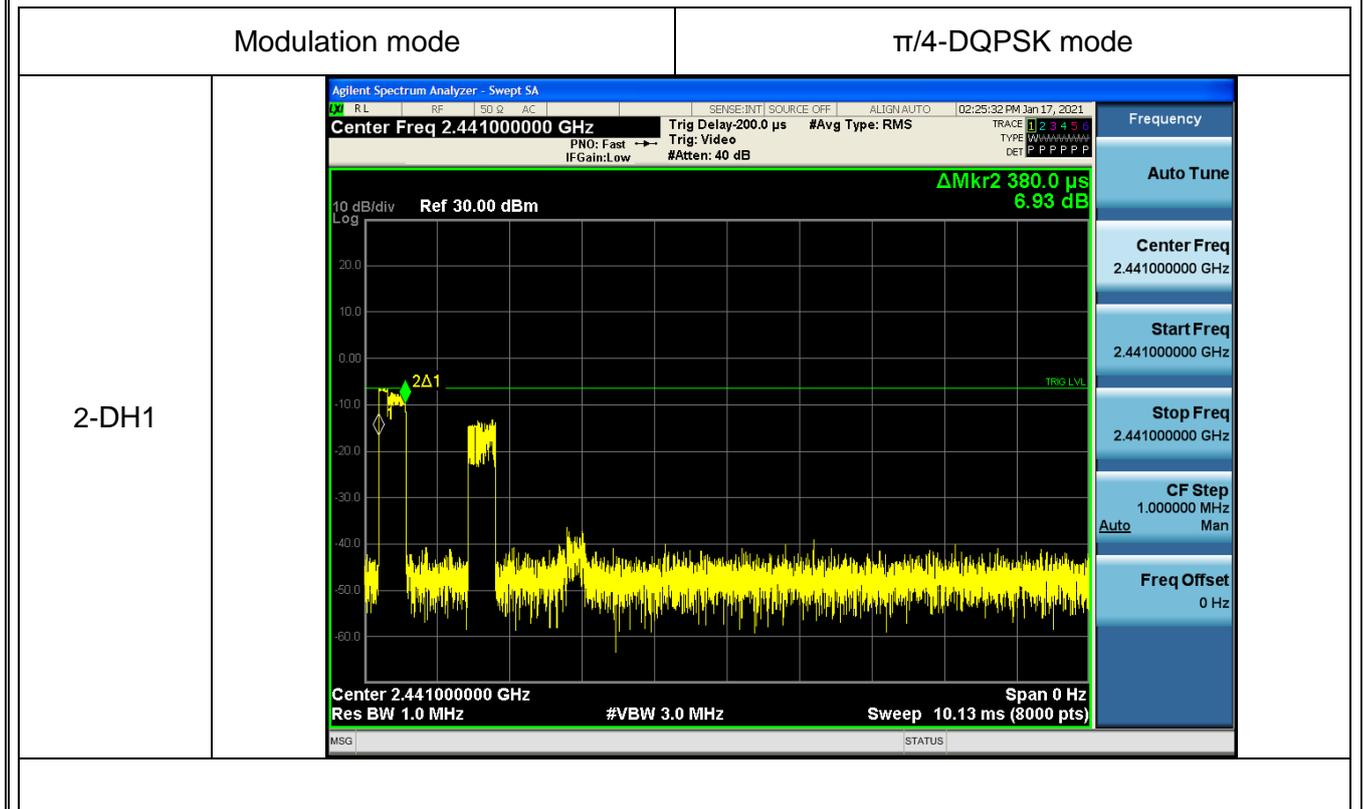 Modulation mode
π/4-DQPSK mode
2-DH1
Agilent Spectrum Analyzer - Swept SA
LXI RL RF 50 Ω AC SENSE:INT SOURCE OFF ALIGN AUTO 02:25:32 PM Jan 17, 2021
Center Freq 2.441000000 GHz
PNO: Fast
IFGain:Low
Trig Delay-200.0 µs
Trig: Video
#Atten: 40 dB
#Avg Type: RMS
TRACE 1 2 3 4 5 6
TYPE WWWWWW
DET P P P P P P
ΔMkr2 380.0 µs
6.93 dB
10 dB/div
Log
Ref 30.00 dBm
20.0
10.0
0.00
-10.0
-20.0
-30.0
-40.0
-50.0
-60.0
2Δ1
TRIG LVL
Center 2.441000000 GHz
Span 0 Hz
Res BW 1.0 MHz
#VBW 3.0 MHz
Sweep 10.13 ms (8000 pts)
MSG
STATUS
Frequency
Auto Tune
Center Freq
2.441000000 GHz
Start Freq
2.441000000 GHz
Stop Freq
2.441000000 GHz
CF Step
1.000000 MHz
Auto Man
Freq Offset
0 Hz